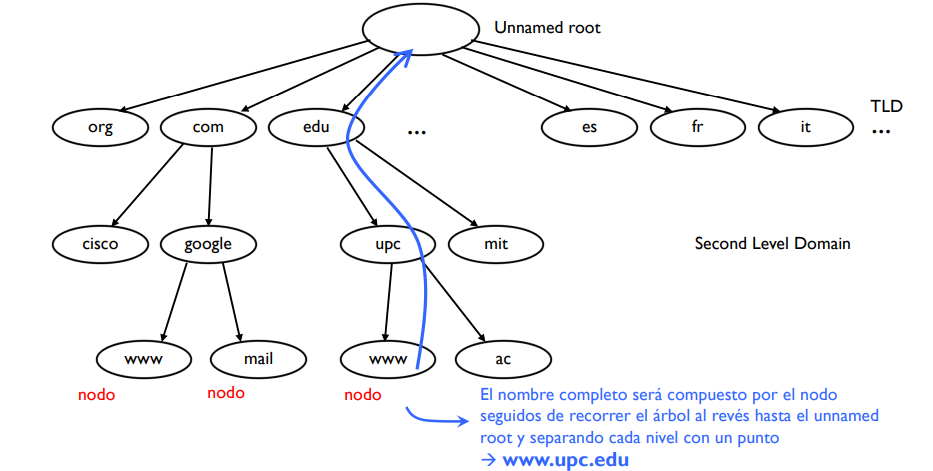 Unnamed root
TLD
org com edu ... es fr it ...
cisco google upc mit Second Level Domain
www mail www ac
nodo nodo nodo
El nombre completo será compuesto por el nodo
seguidos de recorrer el árbol al revés hasta el unnamed
root y separando cada nivel con un punto
→ www.upc.edu